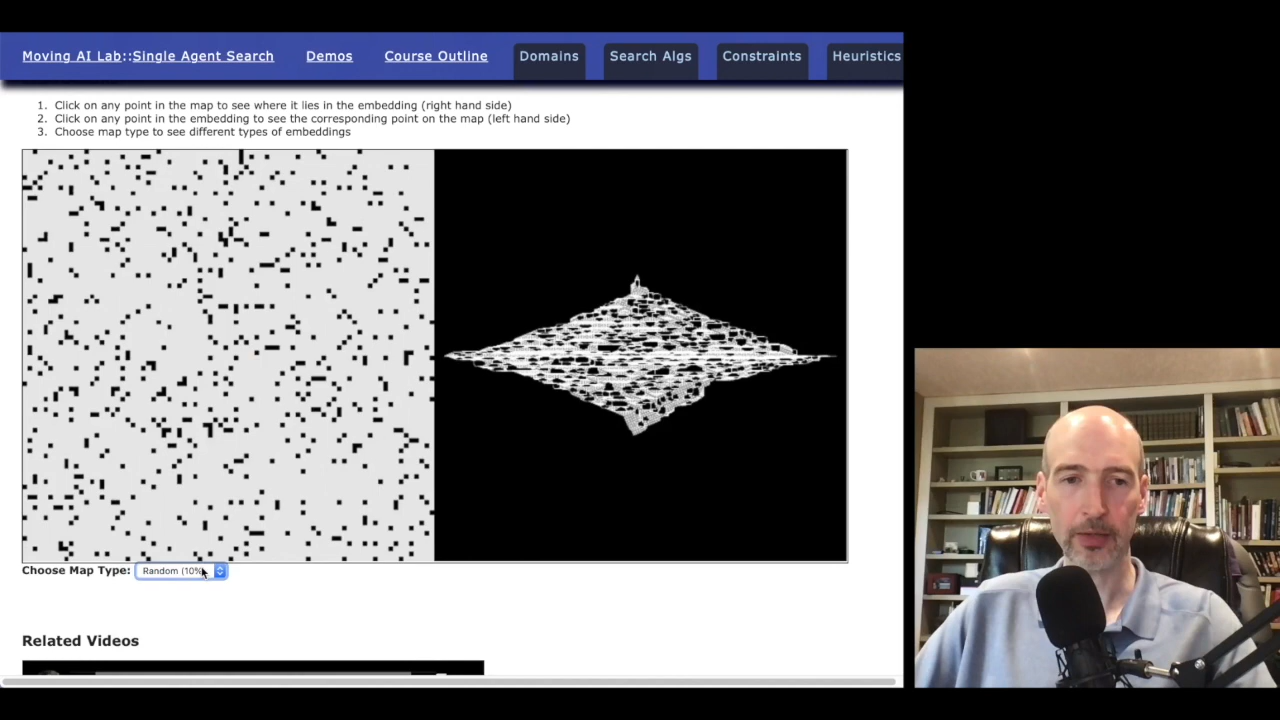 Moving AI Lab::Single Agent Search Demos Course Outline Domains Search Algs Constraints Heuristics
1. Click on any point in the map to see where it lies in the embedding (right hand side)
2. Click on any point in the embedding to see the corresponding point on the map (left hand side)
3. Choose map type to see different types of embeddings
Choose Map Type: Random (10%
Related Videos